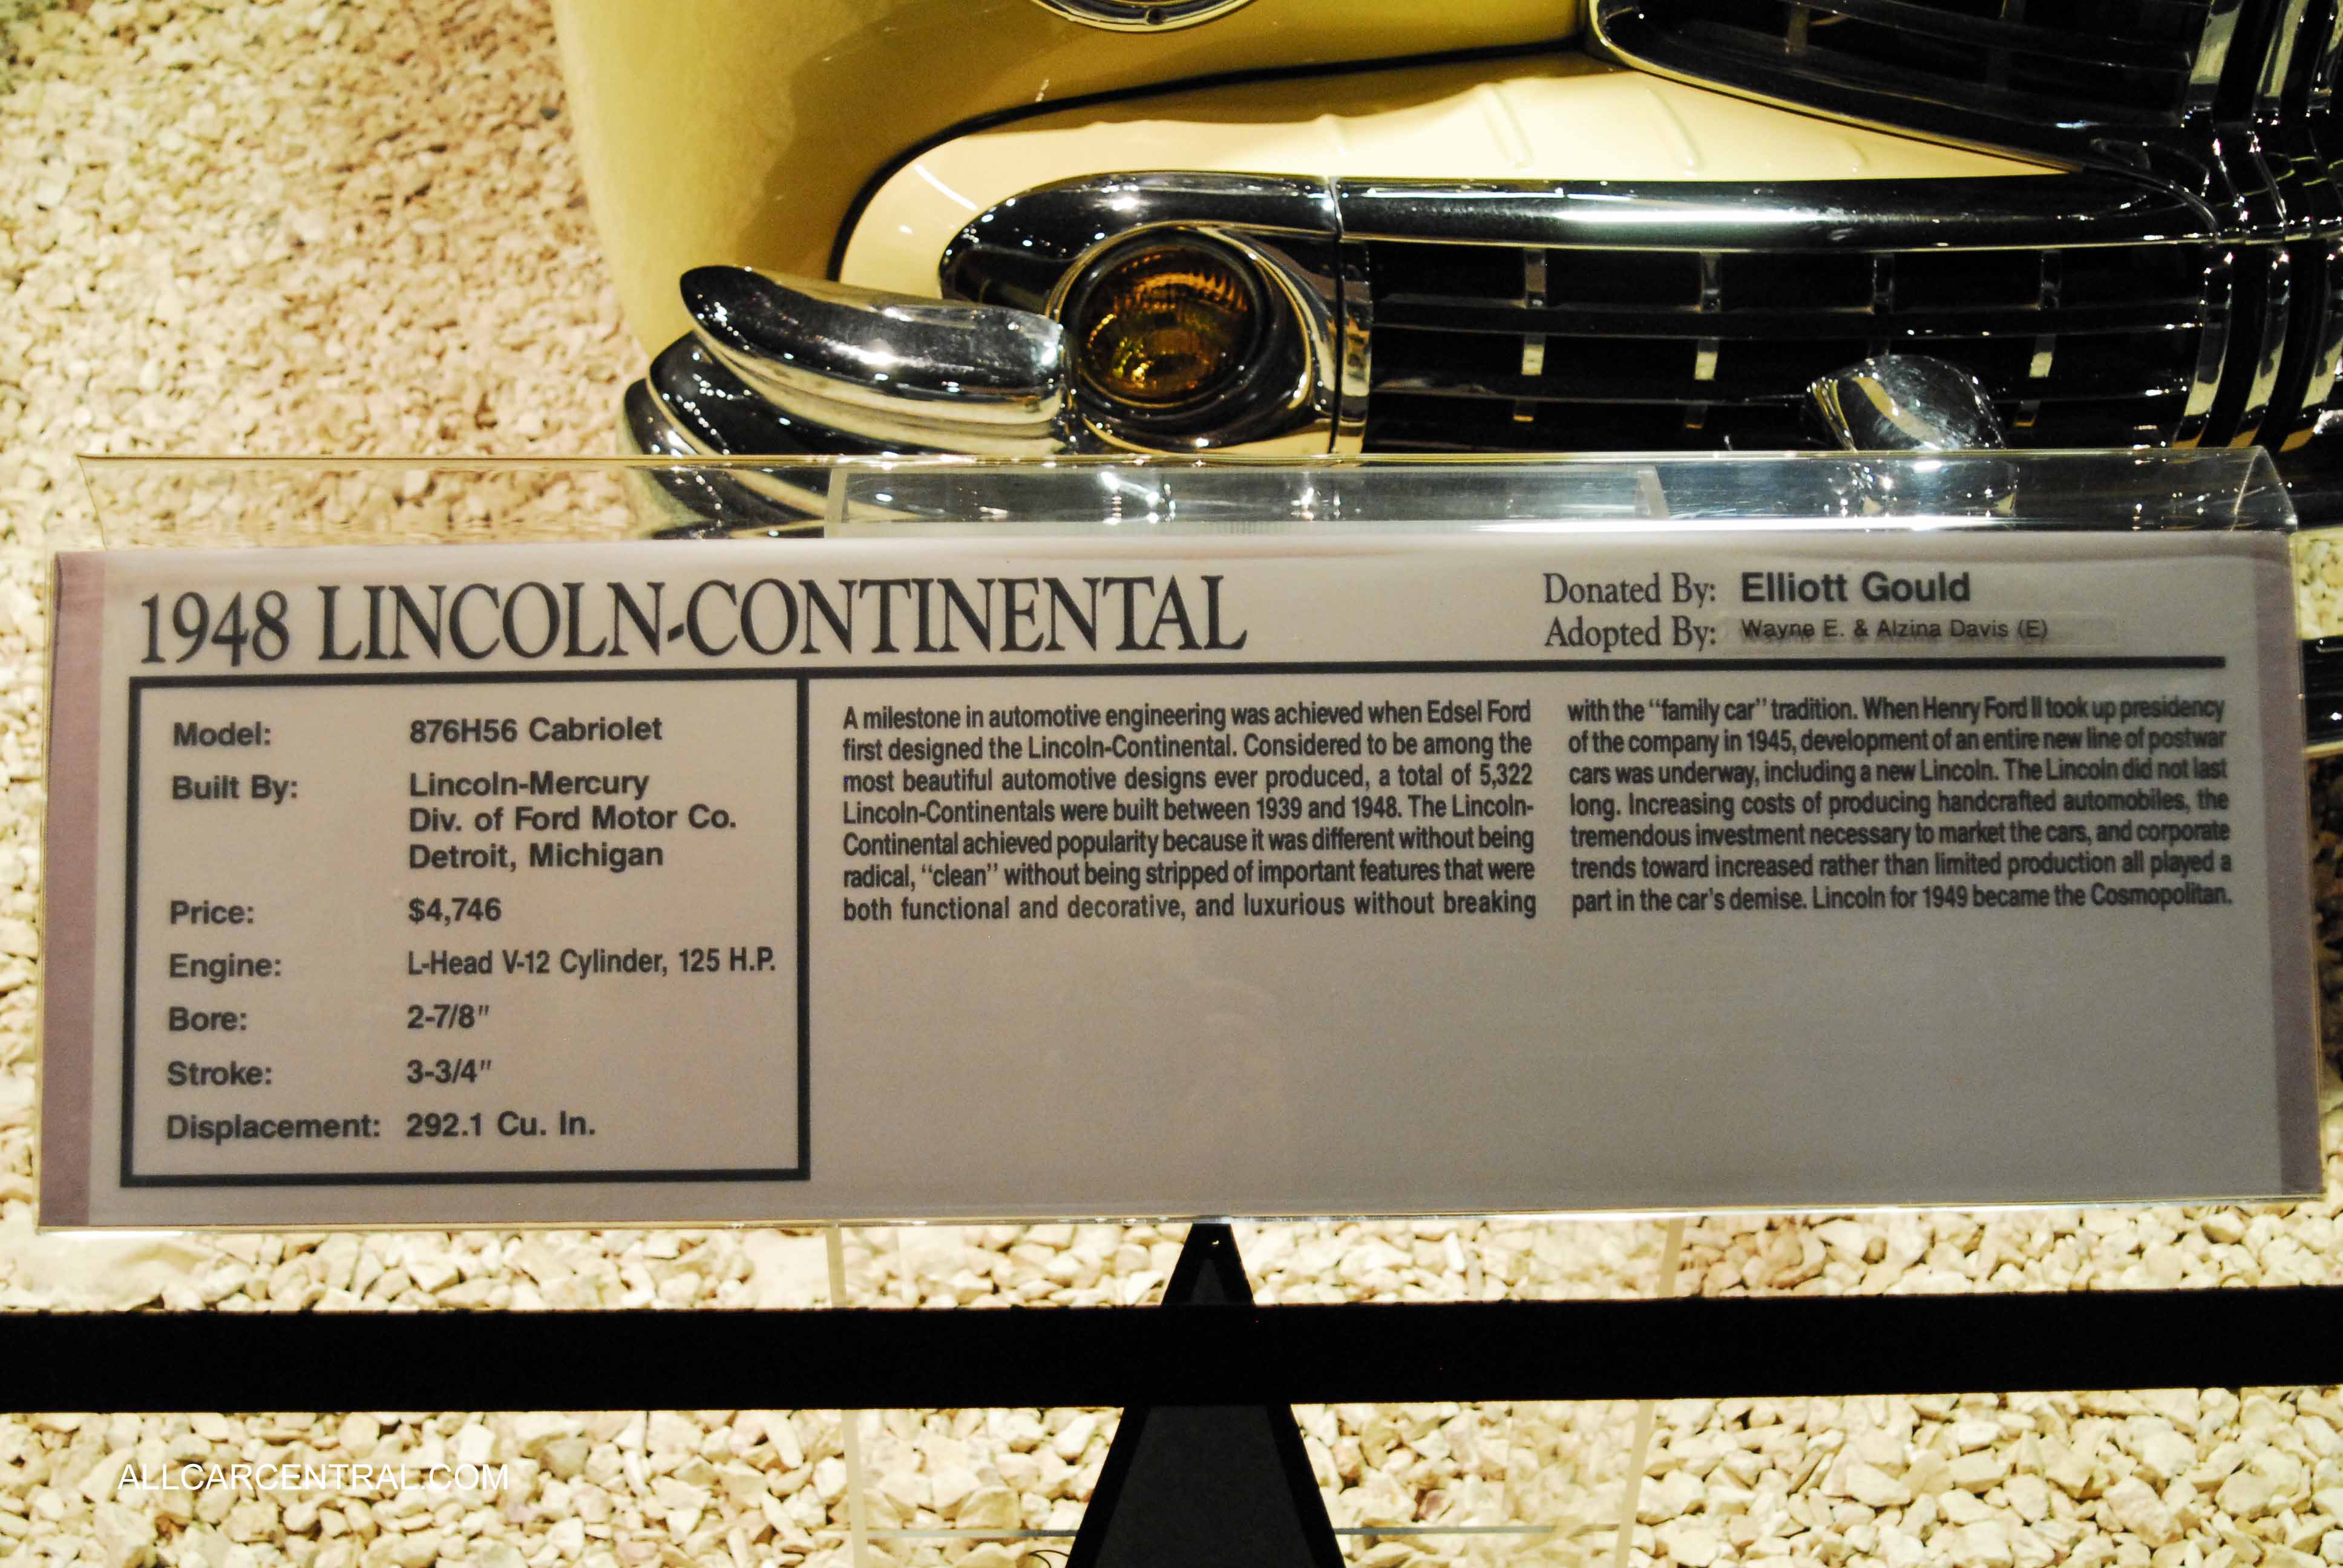 1948 LINCOLN-CONTINENTAL
Donated By: Elliott Gould
Adopted By: Wayne E. & Alzina Davis (E)
Model: 876H56 Cabriolet
Built By: Lincoln-Mercury
Div. of Ford Motor Co.
Detroit, Michigan
Price: $4,746
Engine: L-Head V-12 Cylinder, 125 H.P.
Bore: 2-7/8"
Stroke: 3-3/4"
Displacement: 292.1 Cu. In.
A milestone in automotive engineering was achieved when Edsel Ford
first designed the Lincoln-Continental. Considered to be among the
most beautiful automotive designs ever produced, a total of 5,322
Lincoln-Continentals were built between 1939 and 1948. The Lincoln-
Continental achieved popularity because it was different without being
radical, "clean" without being stripped of important features that were
both functional and decorative, and luxurious without breaking
with the "family car" tradition. When Henry Ford II took up presidency
of the company in 1945, development of an entire new line of postwar
cars was underway, including a new Lincoln. The Lincoln did not last
long. Increasing costs of producing handcrafted automobiles, the
tremendous investment necessary to market the cars, and corporate
trends toward increased rather than limited production all played a
part in the car's demise. Lincoln for 1949 became the Cosmopolitan.
ALLCARCENTRAL.COM